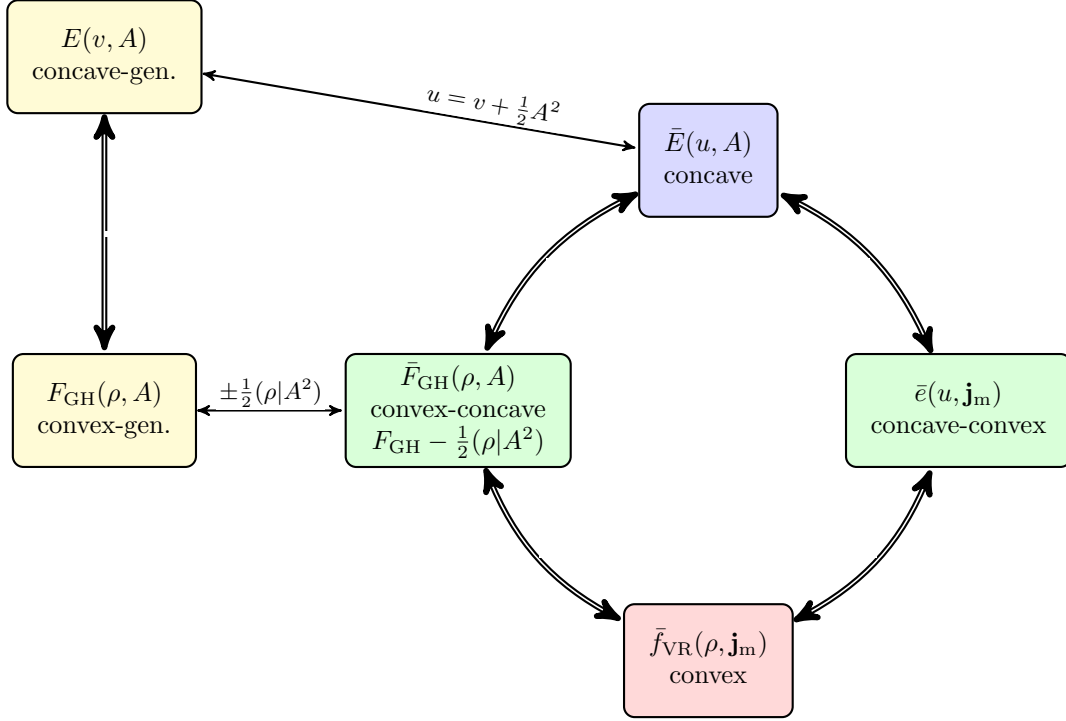 E(v, A)
concave-gen.
u = v + ½A²
Ē(u, A)
concave
F_GH(ρ, A)
convex-gen.
±½(ρ|A²)
F̄_GH(ρ, A)
convex-concave
F_GH − ½(ρ|A²)
ē(u, 𝐣_m)
concave-convex
f̄_VR(ρ, 𝐣_m)
convex